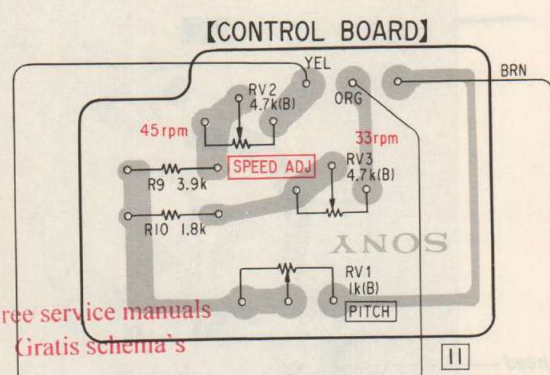 【CONTROL BOARD】
YEL
BRN
ORG
RV2
4.7k(B)
45rpm
33rpm
SPEED ADJ
RV3
4.7k(B)
R9 3.9k
R10 1.8k
SONY
RV1
1k(B)
PITCH
ree service manuals
Gratis schema's
11